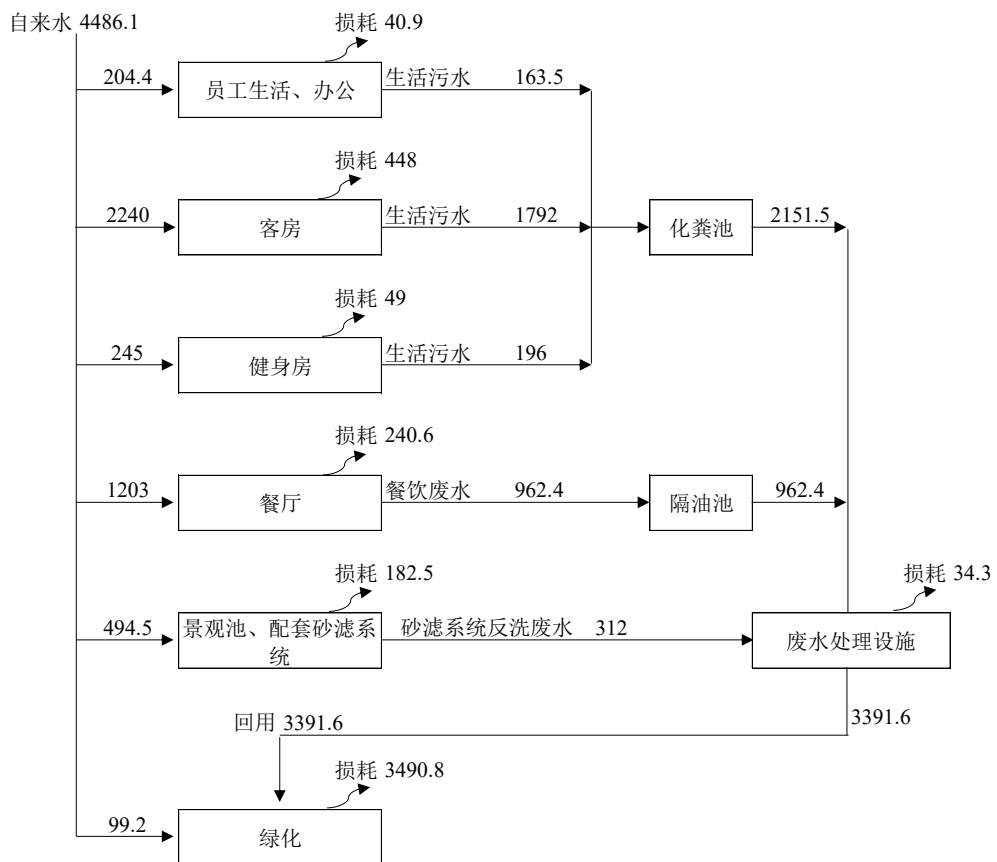 自来水 4486.1
损耗 40.9
204.4
员工生活、办公
生活污水 163.5
损耗 448
2240
客房
生活污水 1792
化粪池
2151.5
损耗 49
245
健身房
生活污水 196
损耗 240.6
1203
餐厅
餐饮废水 962.4
隔油池
962.4
损耗 182.5
损耗 34.3
494.5
景观池、配套砂滤系
统
砂滤系统反洗废水 312
废水处理设施
回用 3391.6
3391.6
损耗 3490.8
99.2
绿化